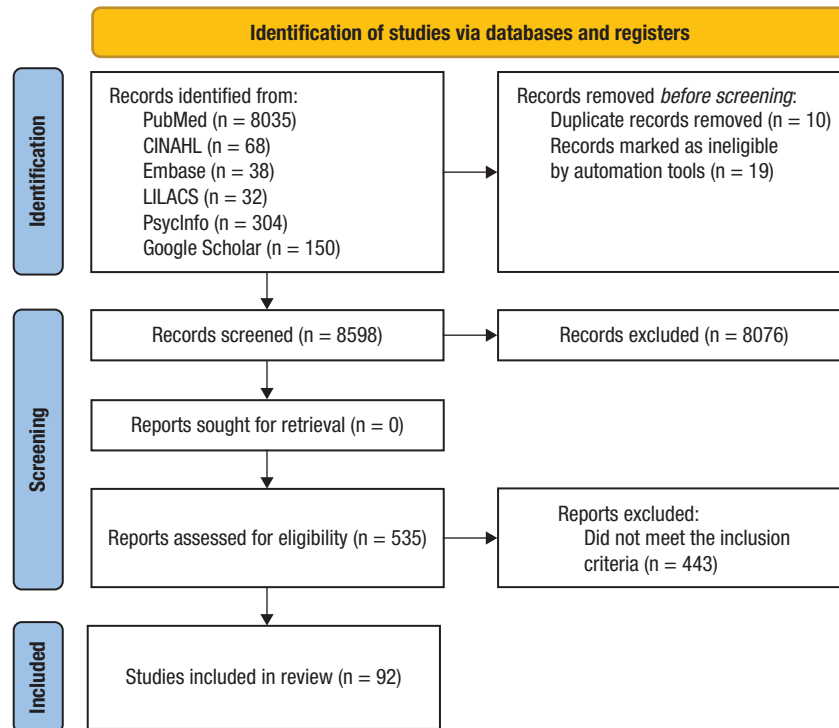 Identification of studies via databases and registers
Identification
Records identified from:
PubMed (n = 8035)
CINAHL (n = 68)
Embase (n = 38)
LILACS (n = 32)
PsycInfo (n = 304)
Google Scholar (n = 150)
Records removed before screening:
Duplicate records removed (n = 10)
Records marked as ineligible
by automation tools (n = 19)
Screening
Records screened (n = 8598)
Records excluded (n = 8076)
Reports sought for retrieval (n = 0)
Reports assessed for eligibility (n = 535)
Reports excluded:
Did not meet the inclusion
criteria (n = 443)
Included
Studies included in review (n = 92)